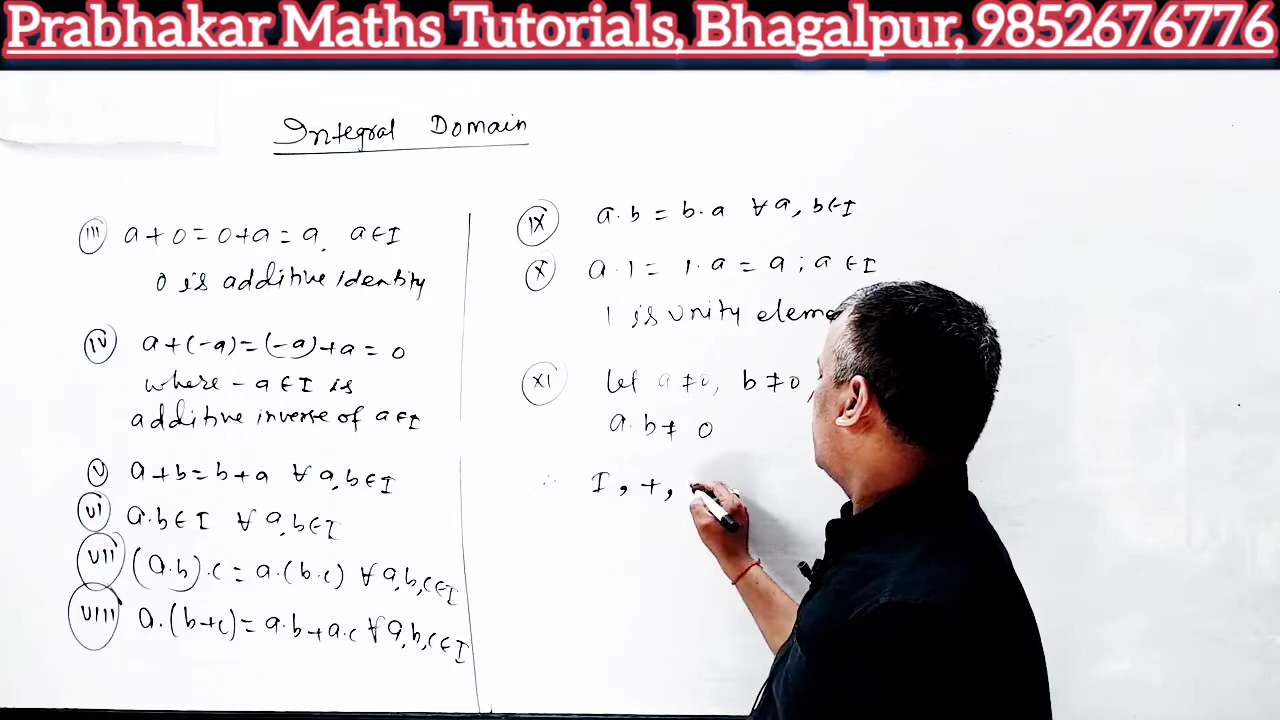 Prabhakar Maths Tutorials, Bhagalpur, 9852676776
Integral Domain
III a+0=0+a=a, a∈I
0 is additive identity
IV a+(-a)=(-a)+a=0
where -a∈I is
additive inverse of a∈I
V a+b=b+a ∀ a,b∈I
VI a.b∈I ∀ a,b∈I
VII (a.b).c=a.(b.c) ∀ a,b,c∈I
VIII a.(b+c)=a.b+a.c ∀ a,b,c∈I
IX a.b=b.a ∀ a,b∈I
X a.1=1.a=a; a∈I
1 is unity
XI Let a≠0, b≠0
a.b≠0
∴ I, +,